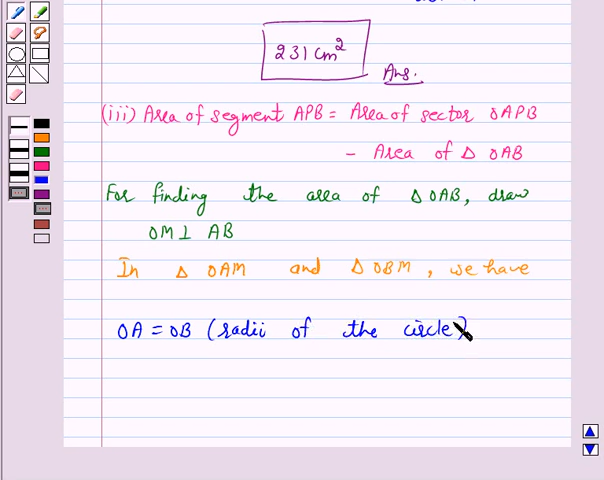 231 cm²
Ans.
(iii) Area of segment APB = Area of sector OAPB
- Area of Δ OAB
For finding the area of Δ OAB, draw
OM ⊥ AB
In Δ OAM and Δ OBM, we have
OA = OB (radii of the circle)